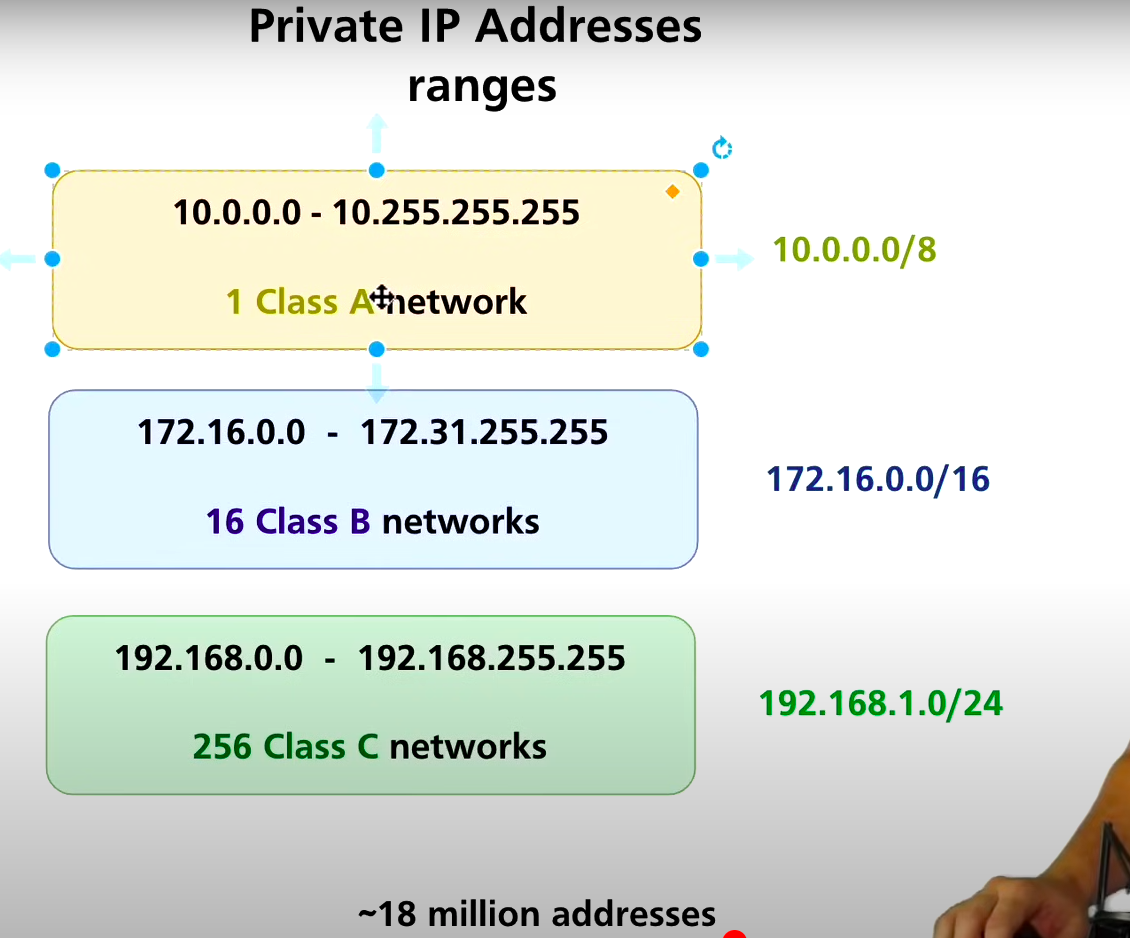 Private IP Addresses
ranges
10.0.0.0 - 10.255.255.255
10.0.0.0/8
1 Class A network
172.16.0.0 - 172.31.255.255
172.16.0.0/16
16 Class B networks
192.168.0.0 - 192.168.255.255
192.168.1.0/24
256 Class C networks
~18 million addresses